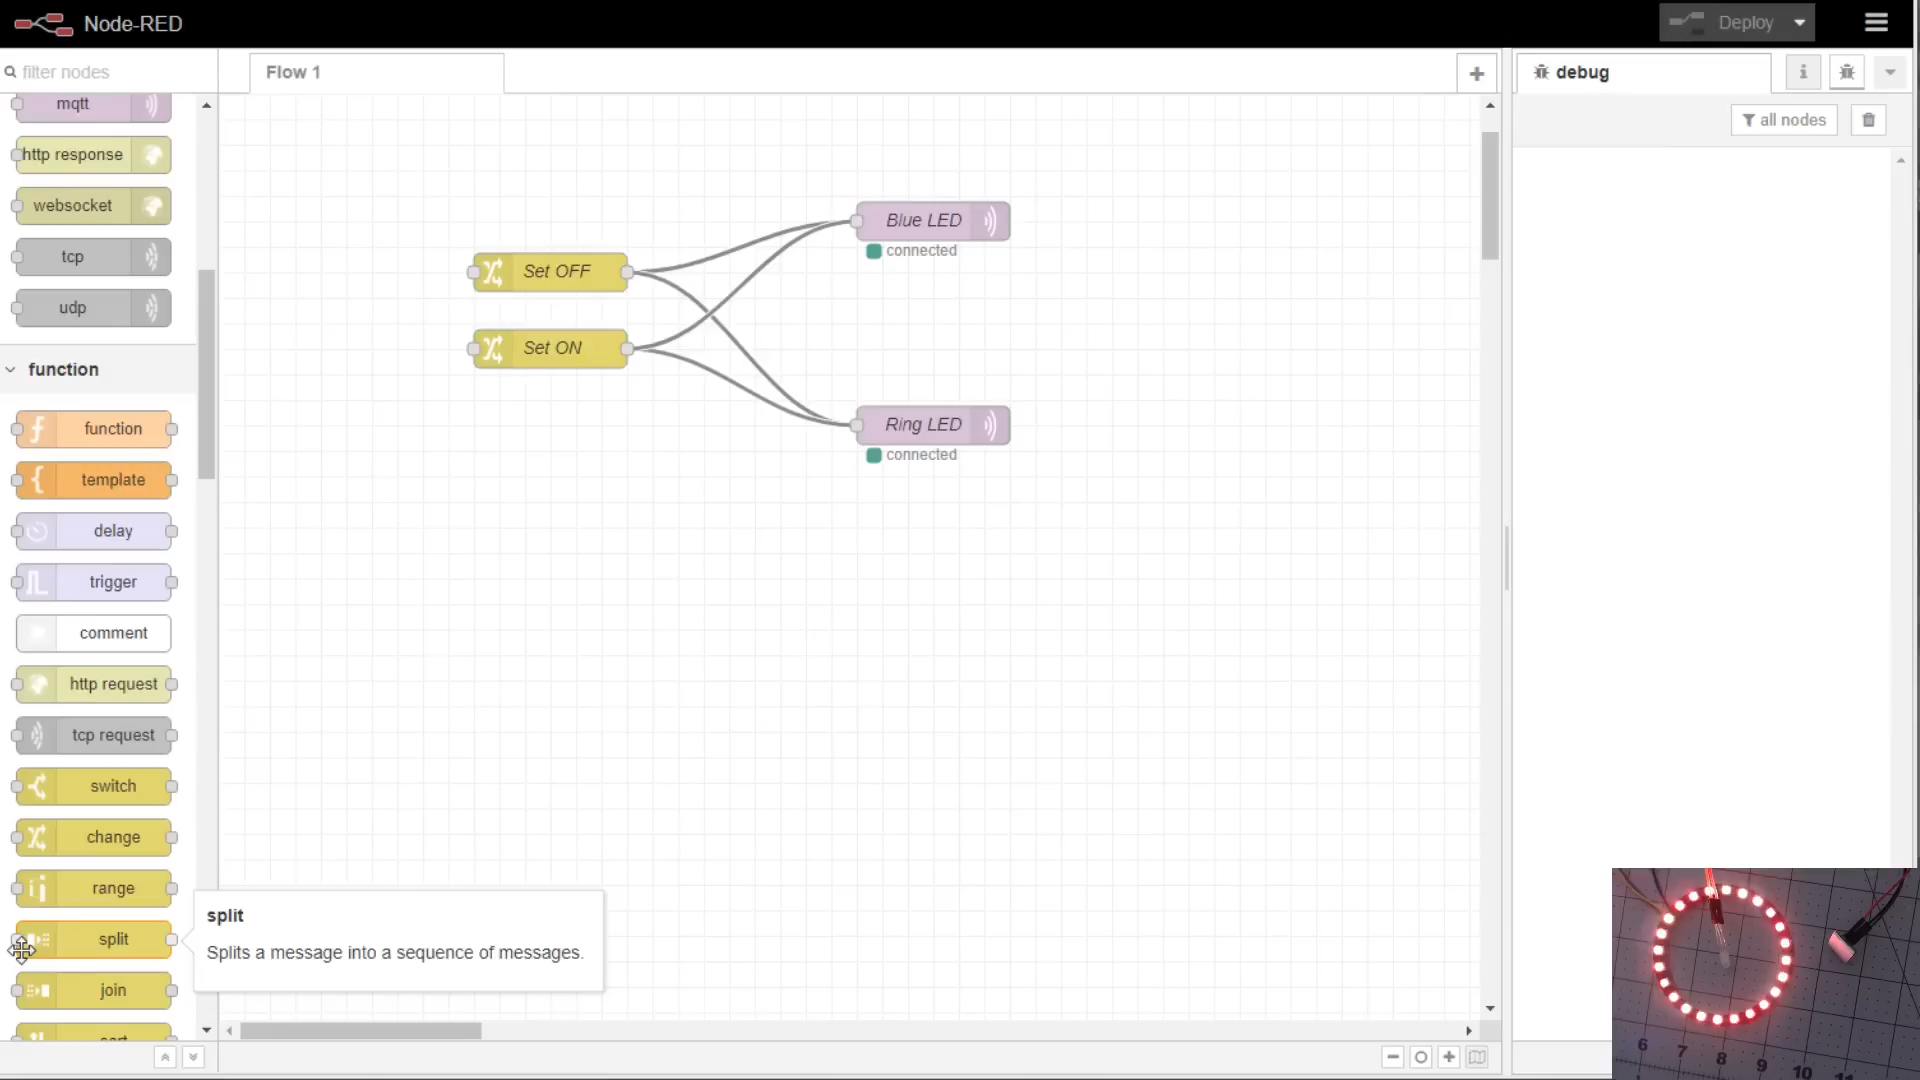 Node-RED
Deploy
filter nodes
Flow 1
debug
all nodes
mqtt
http response
websocket
tcp
udp
function
function
template
delay
trigger
comment
http request
tcp request
switch
change
range
split
join
Set OFF
Set ON
Blue LED
connected
Ring LED
connected
split
Splits a message into a sequence of messages.
6 7 8 9 10